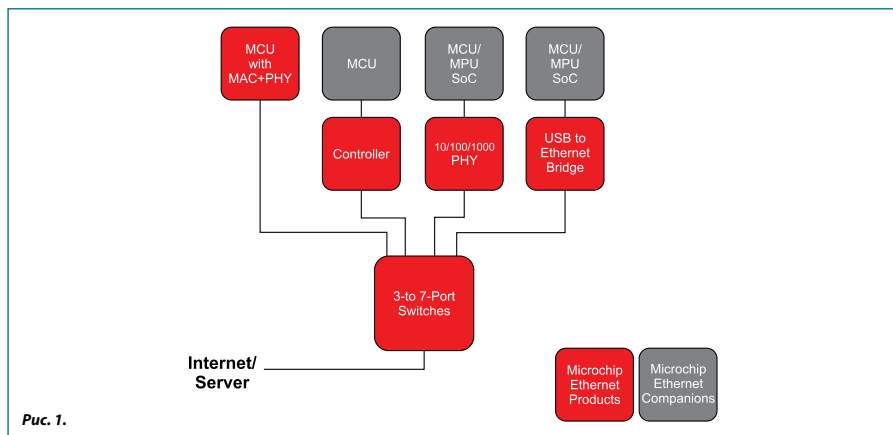 MCU
with
MAC+PHY
MCU
MCU/
MPU
SoC
MCU/
MPU
SoC
Controller
10/100/1000
PHY
USB to
Ethernet
Bridge
3-to 7-Port
Switches
Internet/
Server
Microchip
Ethernet
Products
Microchip
Ethernet
Companions
Рис. 1.